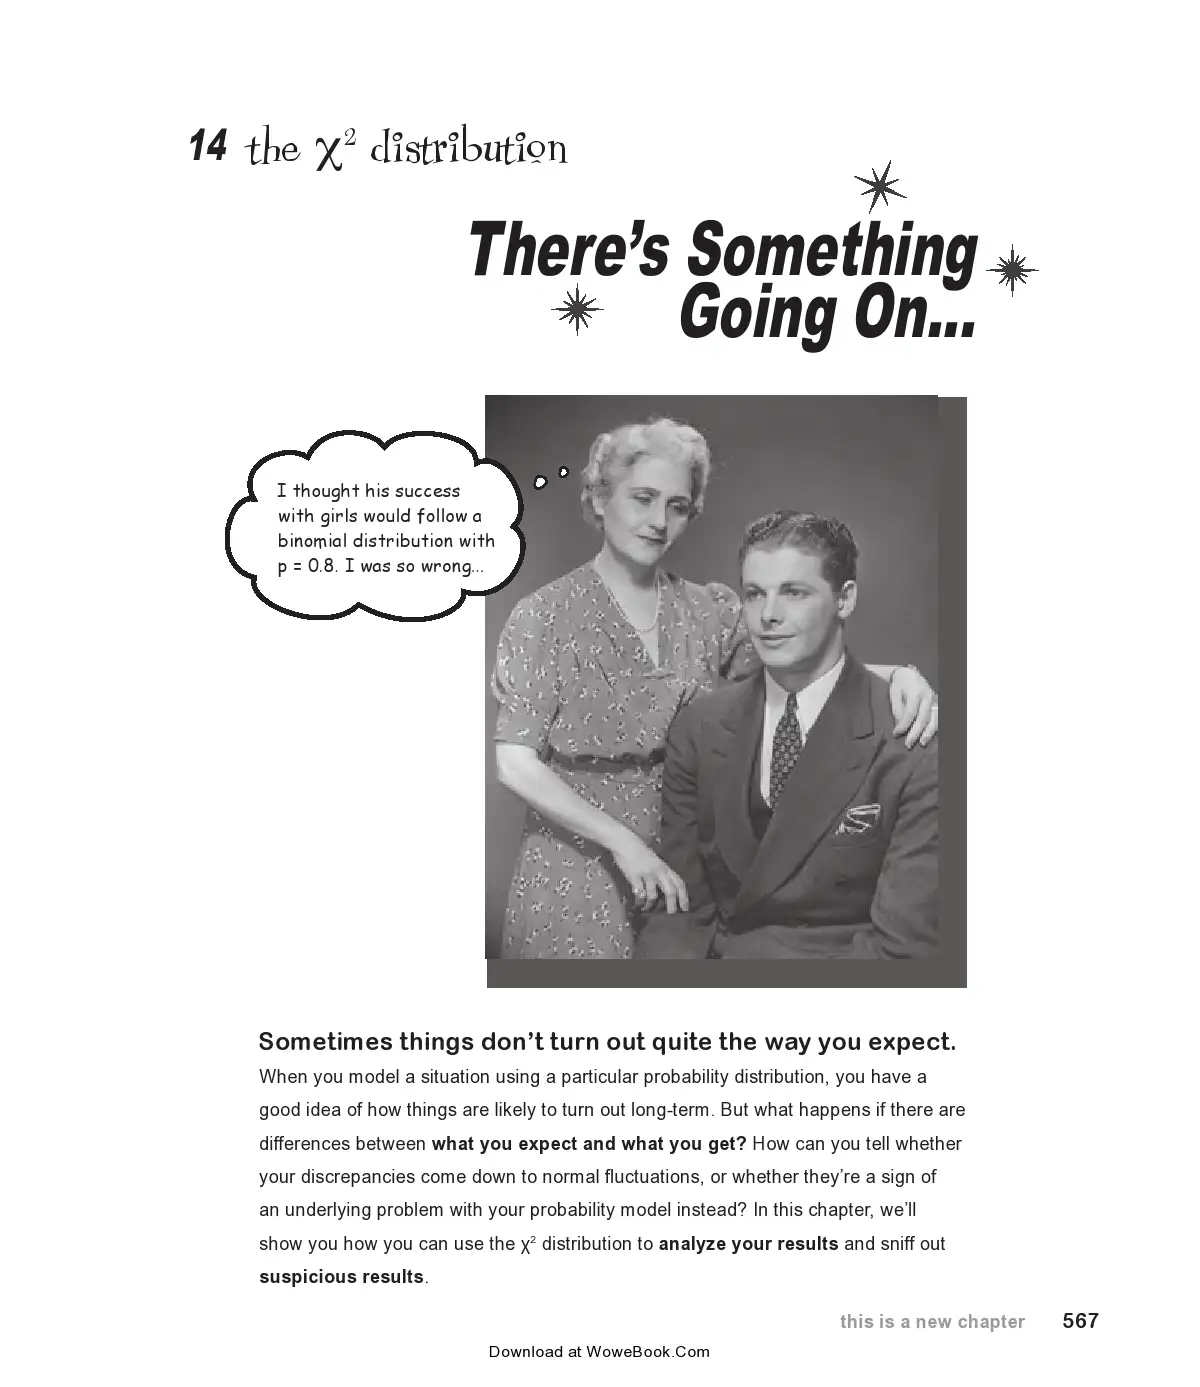 14 the χ² distribution
There’s Something
Going On...
I thought his success
with girls would follow a
binomial distribution with
p = 0.8. I was so wrong...
Sometimes things don’t turn out quite the way you expect.
When you model a situation using a particular probability distribution, you have a
good idea of how things are likely to turn out long-term. But what happens if there are
differences between what you expect and what you get? How can you tell whether
your discrepancies come down to normal fluctuations, or whether they’re a sign of
an underlying problem with your probability model instead? In this chapter, we’ll
show you how you can use the χ² distribution to analyze your results and sniff out
suspicious results.
this is a new chapter 567
Download at WoweBook.Com